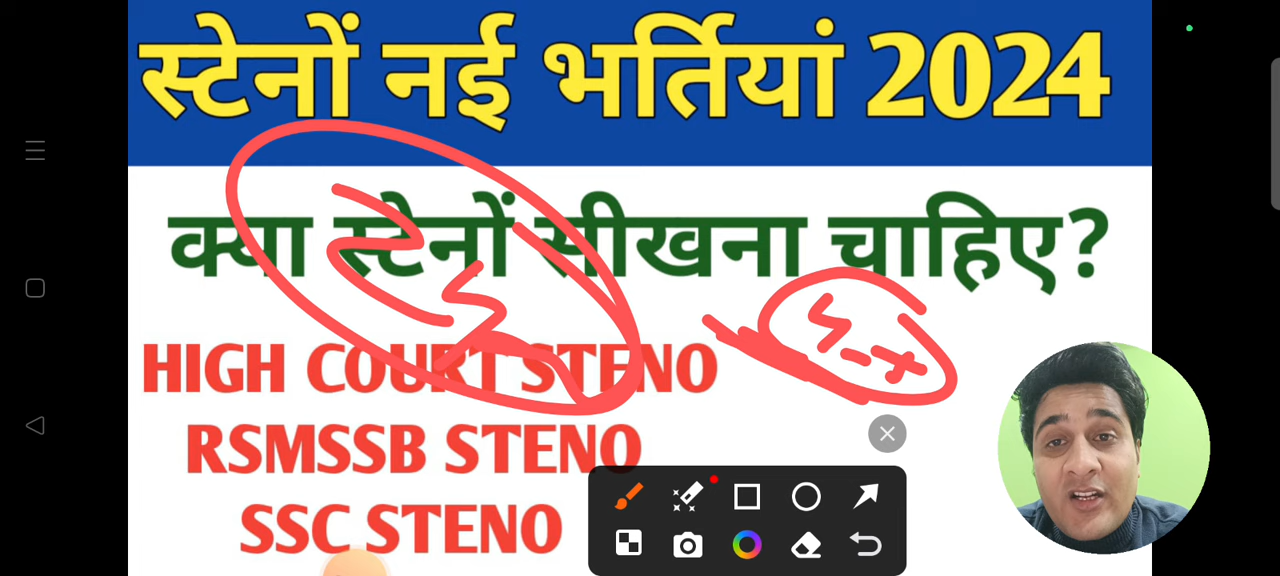 स्टेनों नई भर्तियां 2024
क्या स्टेनों सीखना चाहिए?
HIGH COURT STENO
RSMSSB STENO
SSC STENO